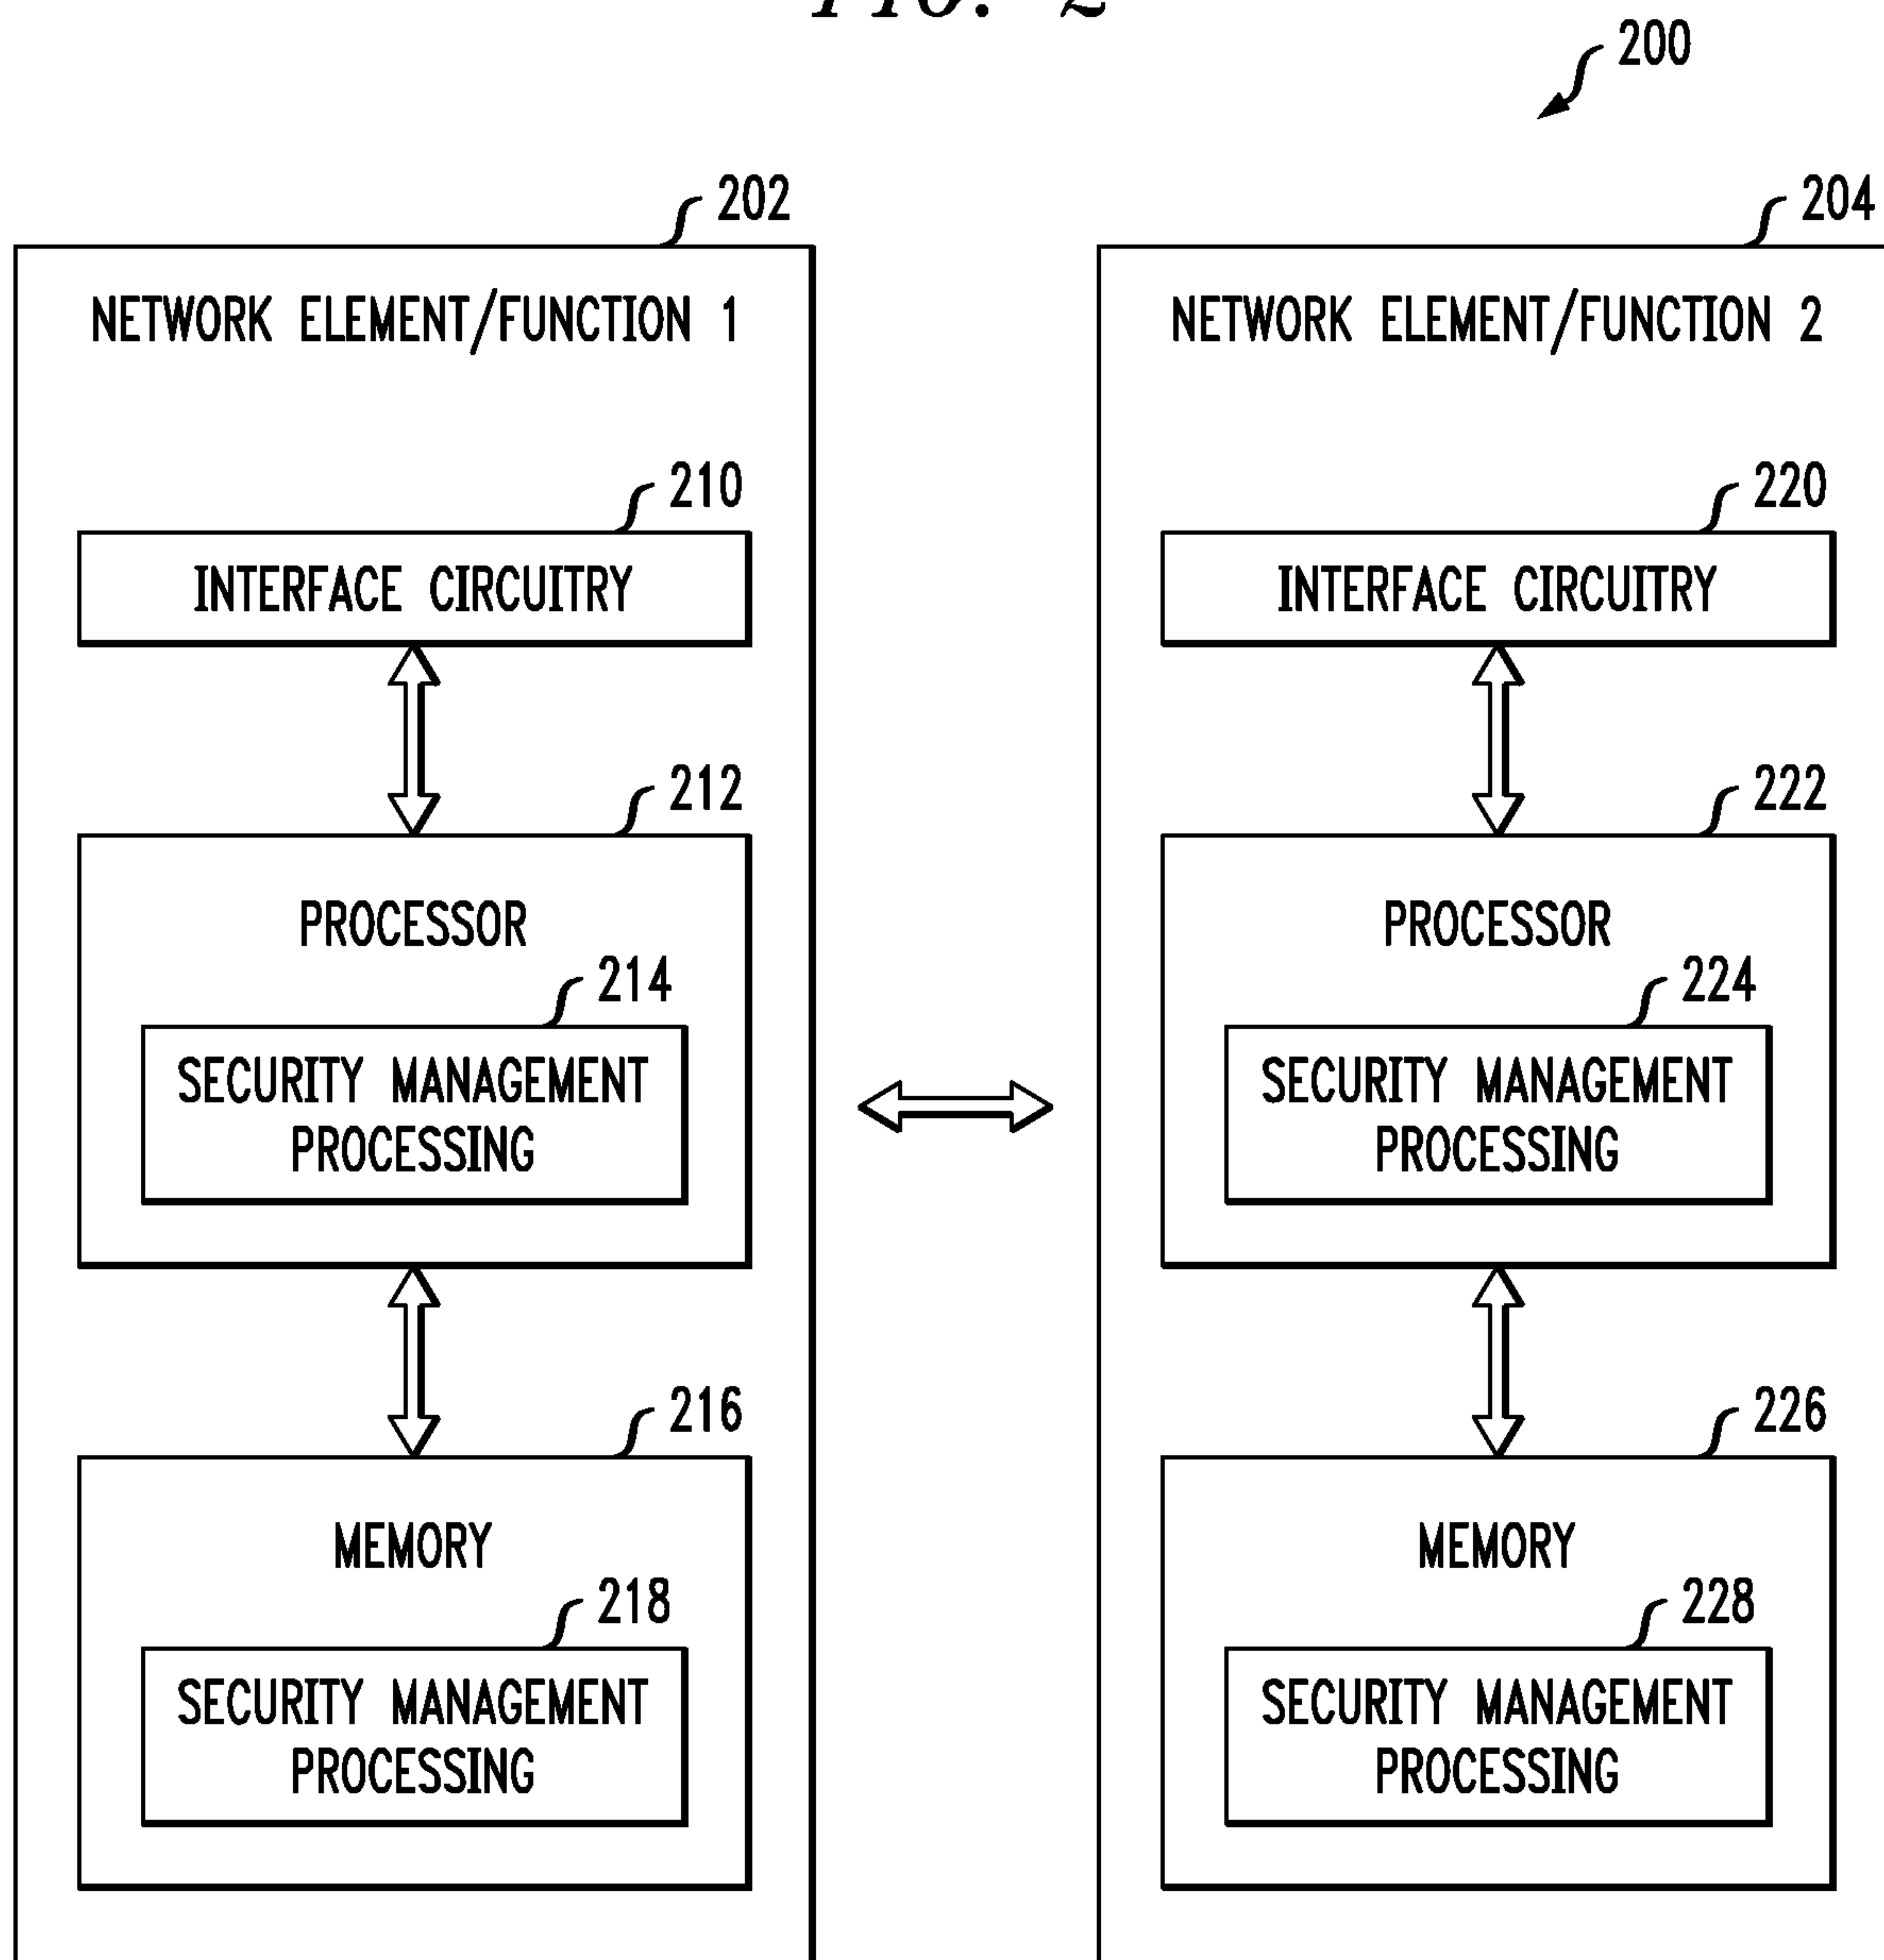 FIG. 2
200
202
NETWORK ELEMENT/FUNCTION 1
210
INTERFACE CIRCUITRY
212
PROCESSOR
214
SECURITY MANAGEMENT
PROCESSING
216
MEMORY
218
SECURITY MANAGEMENT
PROCESSING
204
NETWORK ELEMENT/FUNCTION 2
220
INTERFACE CIRCUITRY
222
PROCESSOR
224
SECURITY MANAGEMENT
PROCESSING
226
MEMORY
228
SECURITY MANAGEMENT
PROCESSING